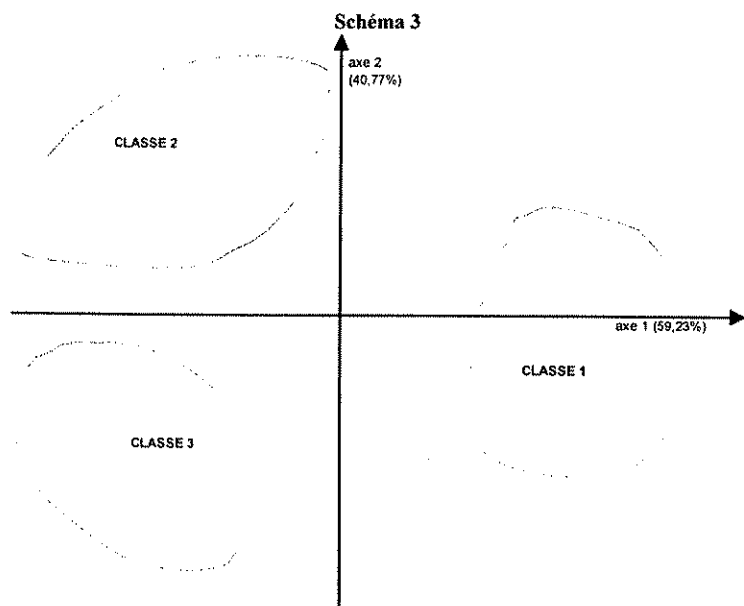 Schéma 3
axe 2
(40,77%)
CLASSE 2
axe 1 (59,23%)
CLASSE 1
CLASSE 3